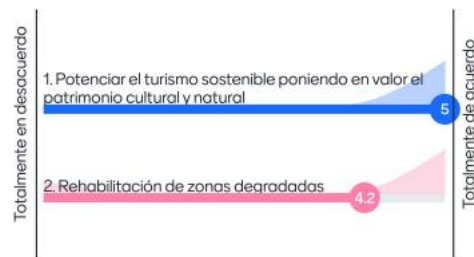 Totalmente en desacuerdo
1. Potenciar el turismo sostenible poniendo en valor el
patrimonio cultural y natural
5
2. Rehabilitación de zonas degradadas
4.2
Totalmente de acuerdo